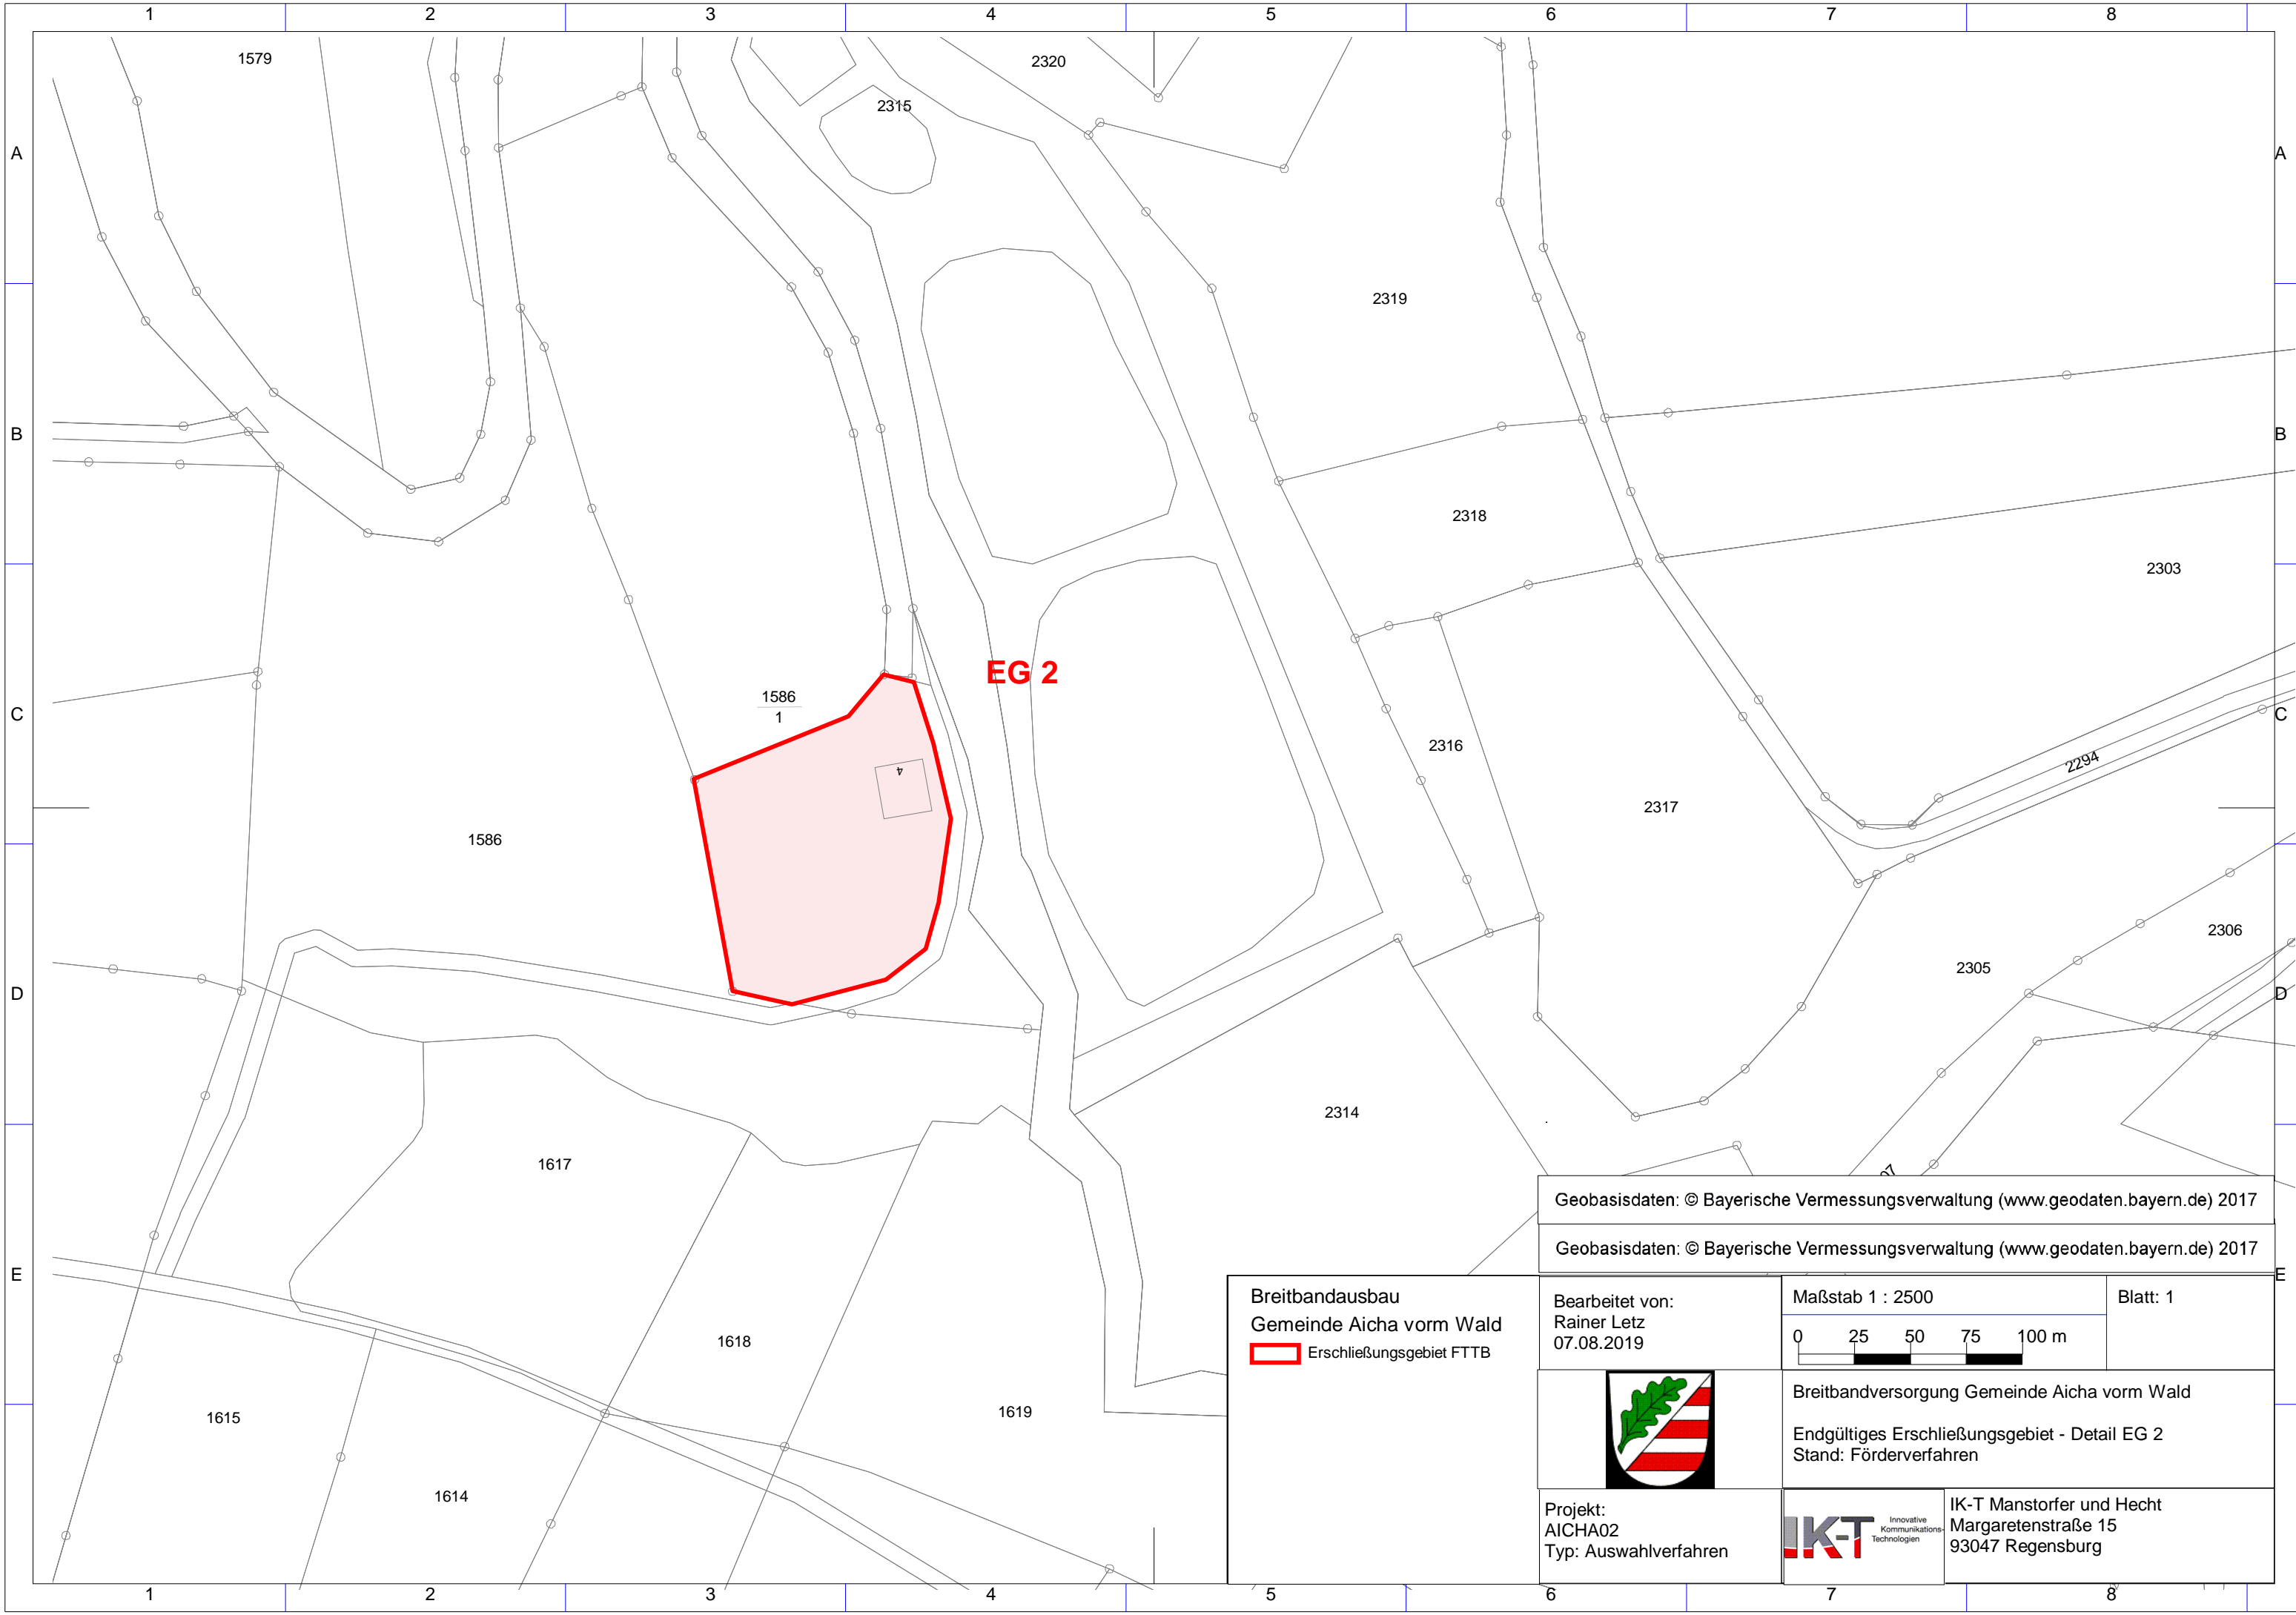 1 2 3 4 5 6 7 8
1579
2320
2315
A A
2319
B B
2318
2303
EG 2
1586
1
C C
2316
4
2294
2317
1586
2306
2305
D D
2314
1617
07
Geobasisdaten: © Bayerische Vermessungsverwaltung (www.geodaten.bayern.de) 2017
Geobasisdaten: © Bayerische Vermessungsverwaltung (www.geodaten.bayern.de) 2017
E E
1618
1615
1619
1614
Breitbandausbau
Gemeinde Aicha vorm Wald
Erschließungsgebiet FTTB
Bearbeitet von:
Rainer Letz
07.08.2019
Maßstab 1 : 2500
0 25 50 75 100 m
Blatt: 1
Breitbandversorgung Gemeinde Aicha vorm Wald
Endgültiges Erschließungsgebiet - Detail EG 2
Stand: Förderverfahren
Projekt:
AICHA02
Typ: Auswahlverfahren
IK-T
Innovative
Kommunikations-
Technologien
IK-T Manstorfer und Hecht
Margaretenstraße 15
93047 Regensburg
1 2 3 4 5 6 7 8